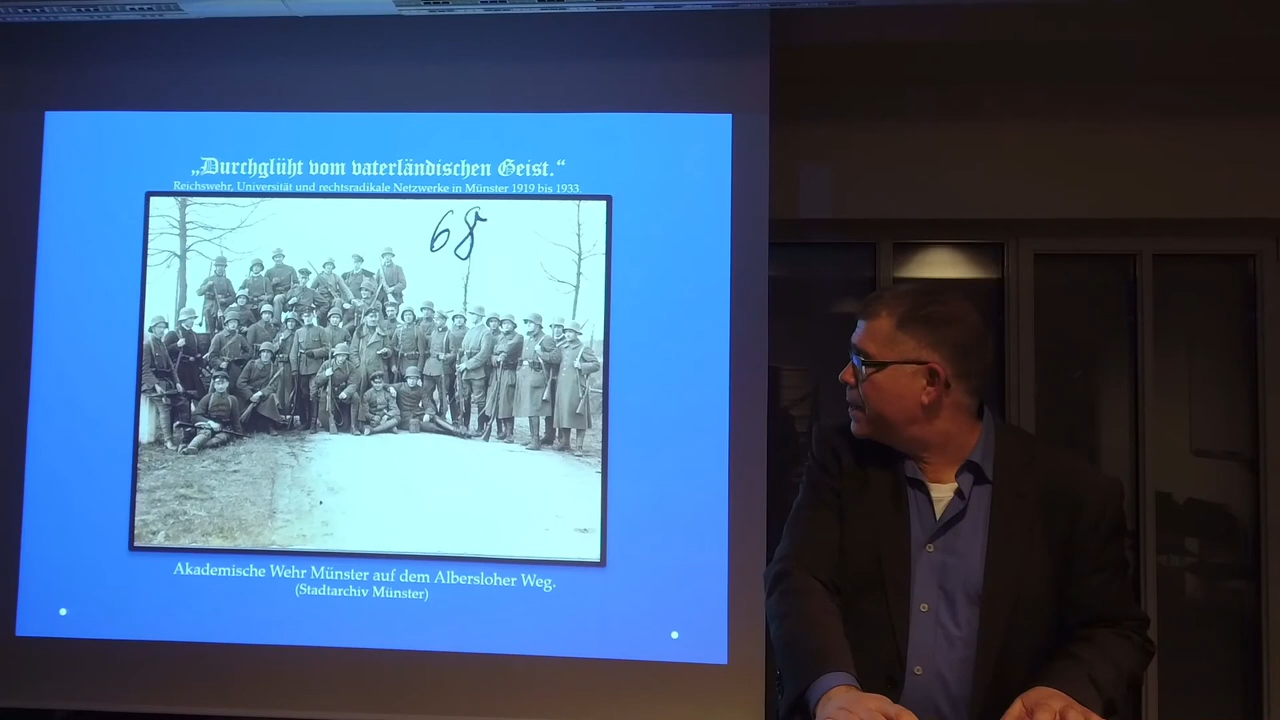 „Durchglüht vom vaterländischen Geist.“
Reichswehr, Universität und rechtsradikale Netzwerke in Münster 1919 bis 1933.
68
Akademische Wehr Münster auf dem Albersloher Weg.
(Stadtarchiv Münster)